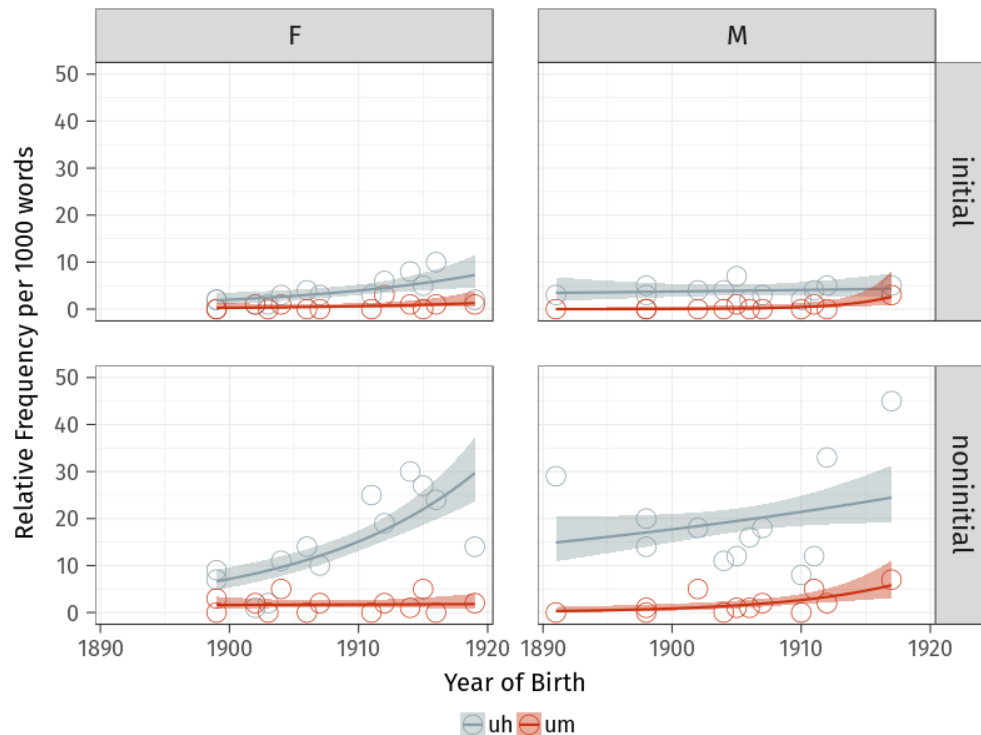 F
M
50
40
30
20
10
0
initial
50
40
30
20
10
0
noninitial
Relative Frequency per 1000 words
1890 1900 1910 1920 1890 1900 1910 1920
Year of Birth
uh um